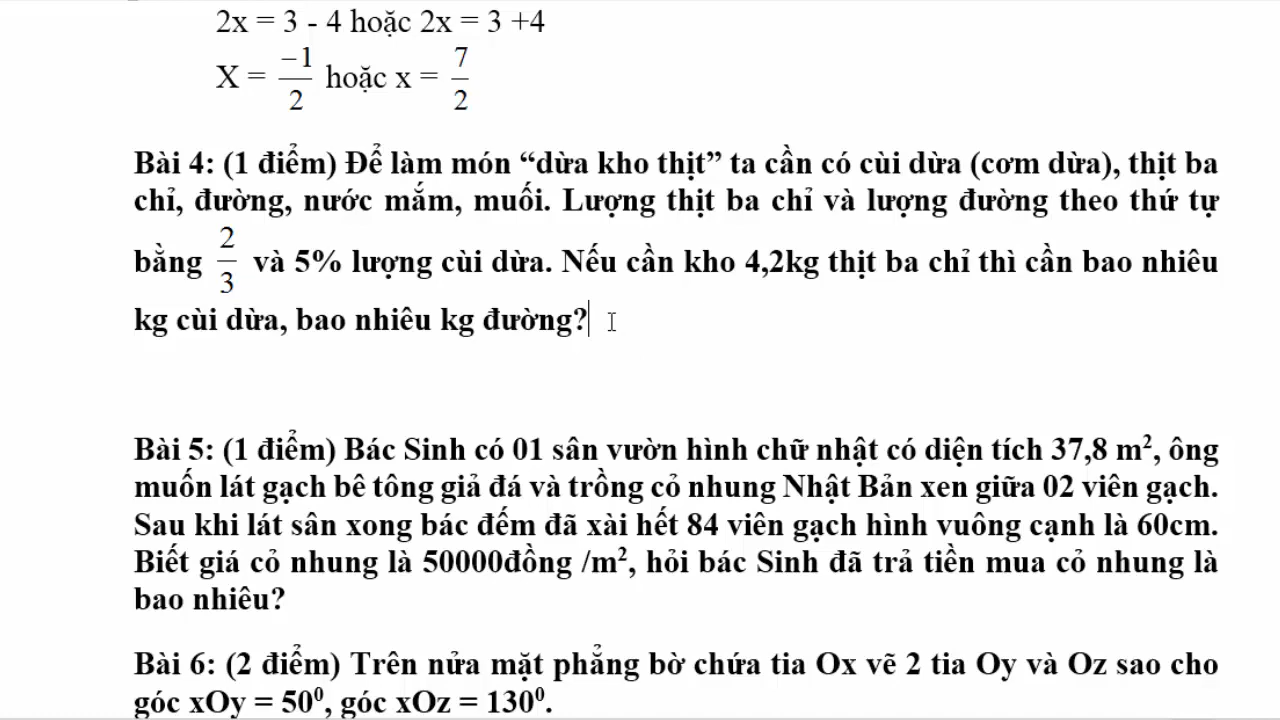 2x = 3 - 4 hoặc 2x = 3 +4
X = \frac{-1}{2} hoặc x = \frac{7}{2}
Bài 4: (1 điểm) Để làm món “dừa kho thịt” ta cần có cùi dừa (cơm dừa), thịt ba
chỉ, đường, nước mắm, muối. Lượng thịt ba chỉ và lượng đường theo thứ tự
bằng \frac{2}{3} và 5% lượng cùi dừa. Nếu cần kho 4,2kg thịt ba chỉ thì cần bao nhiêu
kg cùi dừa, bao nhiêu kg đường?
Bài 5: (1 điểm) Bác Sinh có 01 sân vườn hình chữ nhật có diện tích 37,8 m², ông
muốn lát gạch bê tông giả đá và trồng cỏ nhung Nhật Bản xen giữa 02 viên gạch.
Sau khi lát sân xong bác đếm đã xài hết 84 viên gạch hình vuông cạnh là 60cm.
Biết giá cỏ nhung là 50000đồng /m², hỏi bác Sinh đã trả tiền mua cỏ nhung là
bao nhiêu?
Bài 6: (2 điểm) Trên nửa mặt phẳng bờ chứa tia Ox vẽ 2 tia Oy và Oz sao cho
góc xOy = 50⁰, góc xOz = 130⁰.